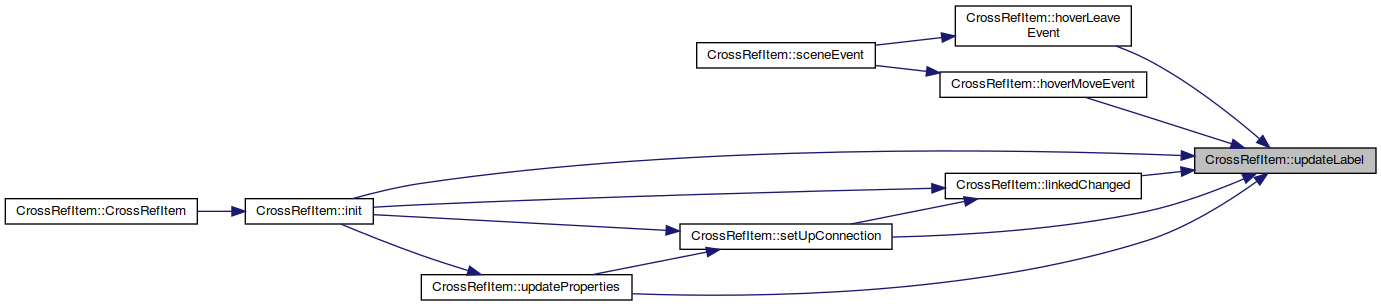 CrossRefItem::hoverLeave
Event
CrossRefItem::sceneEvent
CrossRefItem::hoverMoveEvent
CrossRefItem::updateLabel
CrossRefItem::linkedChanged
CrossRefItem::CrossRefItem
CrossRefItem::init
CrossRefItem::setUpConnection
CrossRefItem::updateProperties